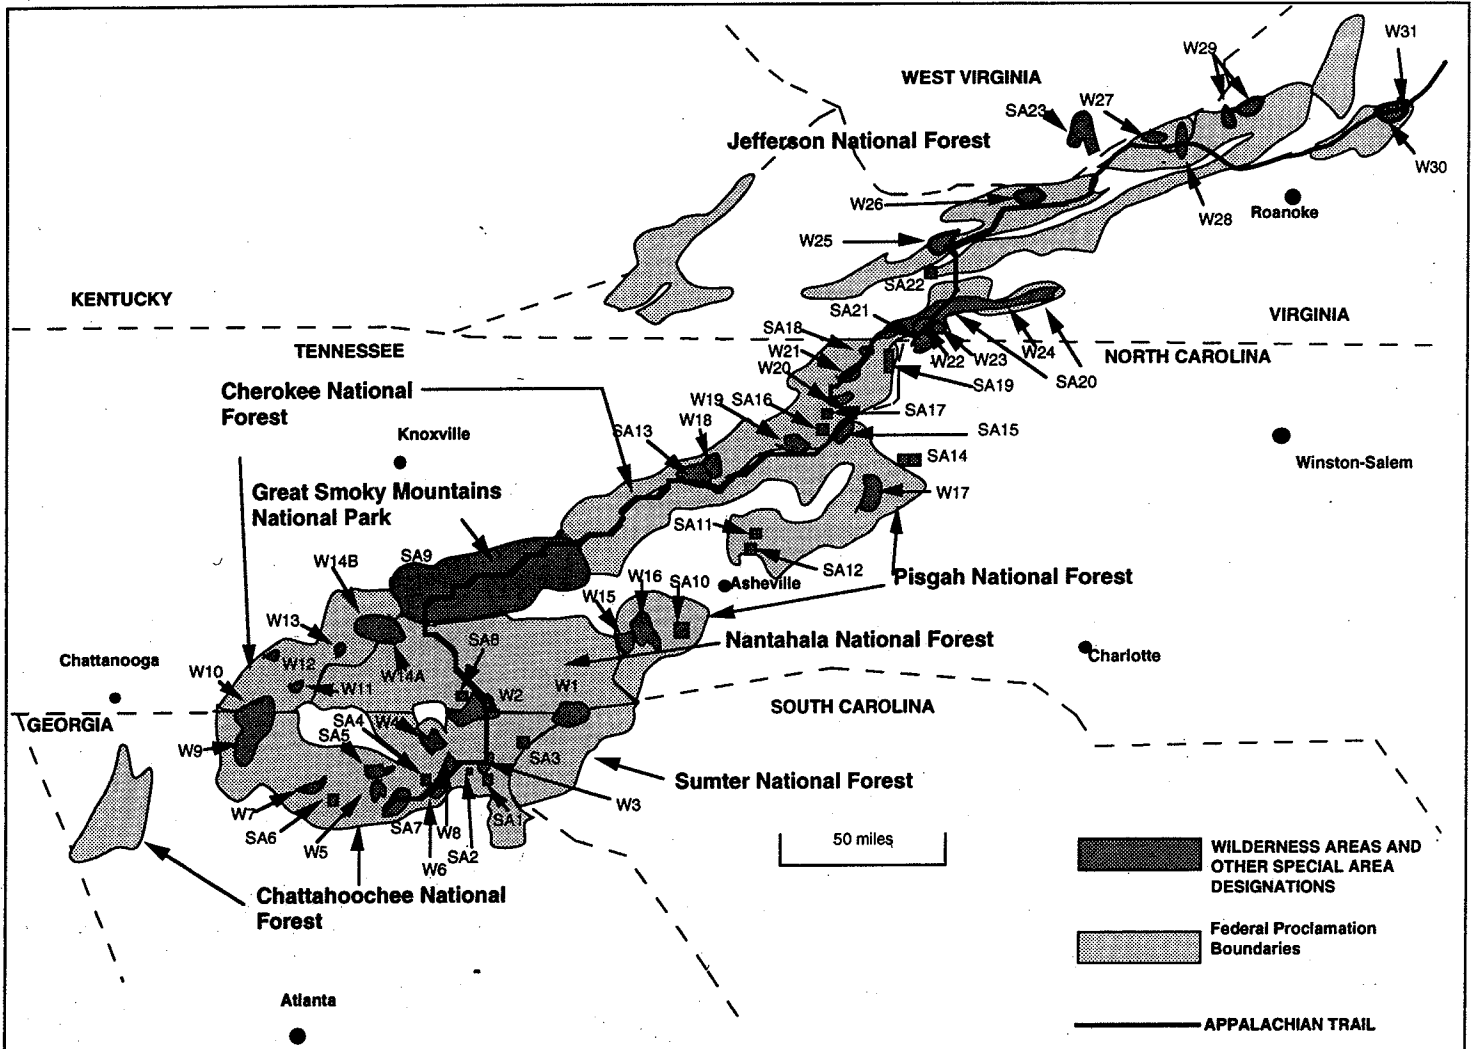 W31
W29
WEST VIRGINIA
SA23
W27
Jefferson National Forest
W30
W26
W28
Roanoke
W25
SA22
KENTUCKY
SA21
VIRGINIA
SA18
TENNESSEE
W21
W22
W23
W24
NORTH CAROLINA
W20
SA19
SA20
Cherokee National
Forest
W19
SA16
SA17
W18
SA13
SA15
Knoxville
SA14
Winston-Salem
Great Smoky Mountains
National Park
W17
SA11
SA9
SA12
W14B
W16
SA10
Asheville
Pisgah National Forest
W15
W13
SA8
Nantahala National Forest
Charlotte
Chattanooga
W12
W10
W11
W14A
W2
W1
SOUTH CAROLINA
GEORGIA
SA4
W4
SA5
W9
SA3
Sumter National Forest
W3
W7
SA6
W5
SA7
W8
SA1
W6
SA2
50 miles
WILDERNESS AREAS AND
OTHER SPECIAL AREA
DESIGNATIONS
Chattahoochee National
Forest
Federal Proclamation
Boundaries
Atlanta
APPALACHIAN TRAIL